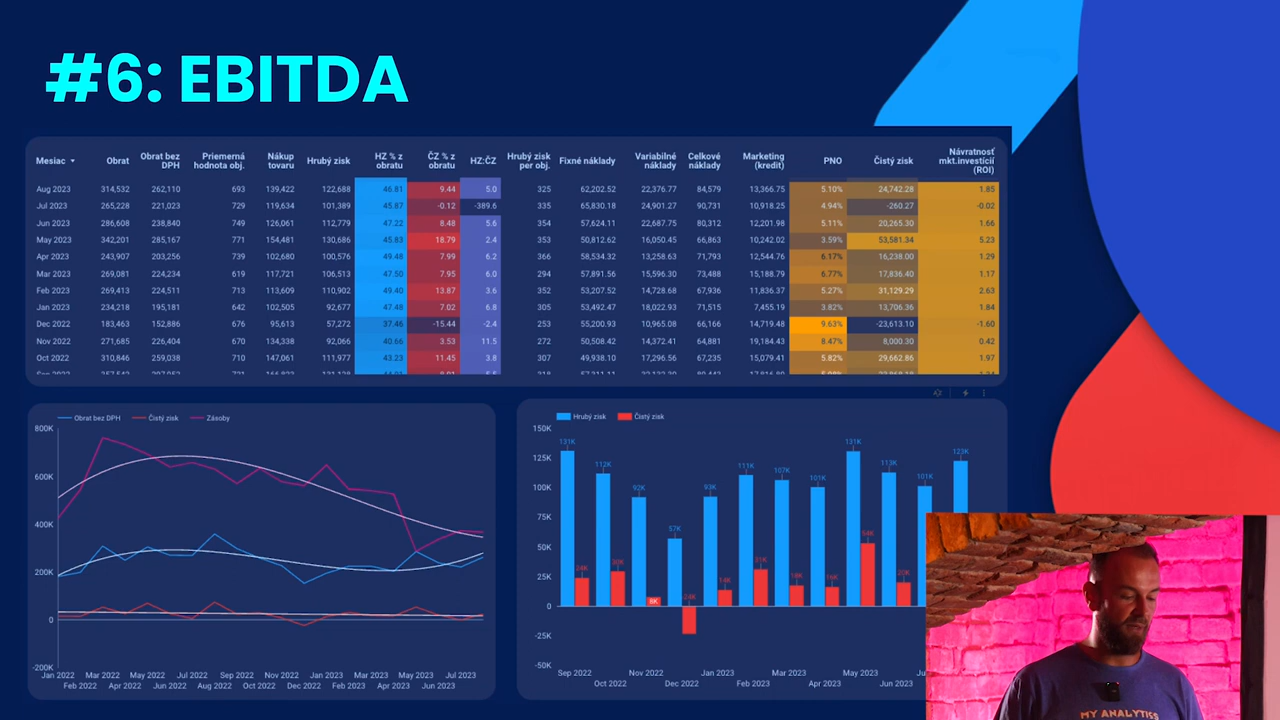 #6: EBITDA
Mesiac Obrat Obrat bez DPH Priemerná hodnota obj. Nákup tovaru Hrubý zisk HZ % z obratu ČZ % z obratu HZ:ČZ Hrubý zisk per obj. Fixné náklady Variabilné náklady Celkové náklady Marketing (kredit) PNO Čistý zisk Návratnosť mkt.investícií (ROI)
Aug 2023 314,532 262,110 693 139,422 122,688 46.81 9.44 5.0 325 62,202.52 22,376.77 84,579 13,366.75 5.10% 24,742.28 1.85
Jul 2023 265,228 221,023 729 119,634 101,389 45.87 -0.12 -389.6 335 65,830.18 24,901.27 90,731 10,918.25 4.94% -260.27 -0.02
Jun 2023 286,608 238,840 749 126,061 112,779 47.22 8.48 5.6 354 57,624.11 22,687.75 80,312 12,201.98 5.11% 20,265.30 1.66
May 2023 342,201 285,167 771 154,481 130,686 45.83 18.79 2.4 353 50,812.62 16,050.45 66,863 10,242.02 3.59% 53,581.34 5.23
Apr 2023 243,907 203,256 739 102,680 100,576 49.48 7.99 6.2 366 58,534.32 13,258.63 71,793 12,544.76 6.17% 16,238.00 1.29
Mar 2023 269,081 224,234 619 117,721 106,513 47.50 7.95 6.0 294 57,891.56 15,596.30 73,488 15,188.79 6.77% 17,836.40 1.17
Feb 2023 269,413 224,511 713 113,609 110,902 49.40 13.87 3.6 352 53,207.52 14,728.68 67,936 11,836.37 5.27% 31,129.29 2.63
Jan 2023 234,218 195,181 642 102,505 92,677 47.48 7.02 6.8 305 53,492.47 18,022.93 71,515 7,455.19 3.82% 13,706.36 1.84
Dec 2022 183,463 152,886 676 95,613 57,272 37.46 -15.44 -2.4 253 55,200.93 10,965.08 66,166 14,719.48 9.63% -23,613.10 -1.60
Nov 2022 271,685 226,404 670 134,338 92,066 40.66 3.53 11.5 272 50,508.42 14,372.41 64,881 19,184.43 8.47% 8,000.30 0.42
Oct 2022 310,846 259,038 710 147,061 111,977 43.23 11.45 3.8 307 49,938.10 17,296.56 67,235 15,079.41 5.82% 29,662.86 1.97
Obrat bez DPH Čistý zisk Zásoby
800K
600K
400K
200K
0
-200K
Jan 2022 Mar 2022 May 2022 Jul 2022 Sep 2022 Nov 2022 Jan 2023 Mar 2023 May 2023 Jul 2023
Feb 2022 Apr 2022 Jun 2022 Aug 2022 Oct 2022 Dec 2022 Feb 2023 Apr 2023 Jun 2023
Hrubý zisk Čistý zisk
150K
125K
100K
75K
50K
25K
0
-25K
-50K
131K 112K 92K 57K 93K 111K 107K 101K 131K 113K 101K 123K
24K 30K 8K -24K 14K 31K 18K 16K 54K 20K
Sep 2022 Nov 2022 Jan 2023 Mar 2023 May 2023
Oct 2022 Dec 2022 Feb 2023 Apr 2023 Jun 2023
MY ANALYTICS